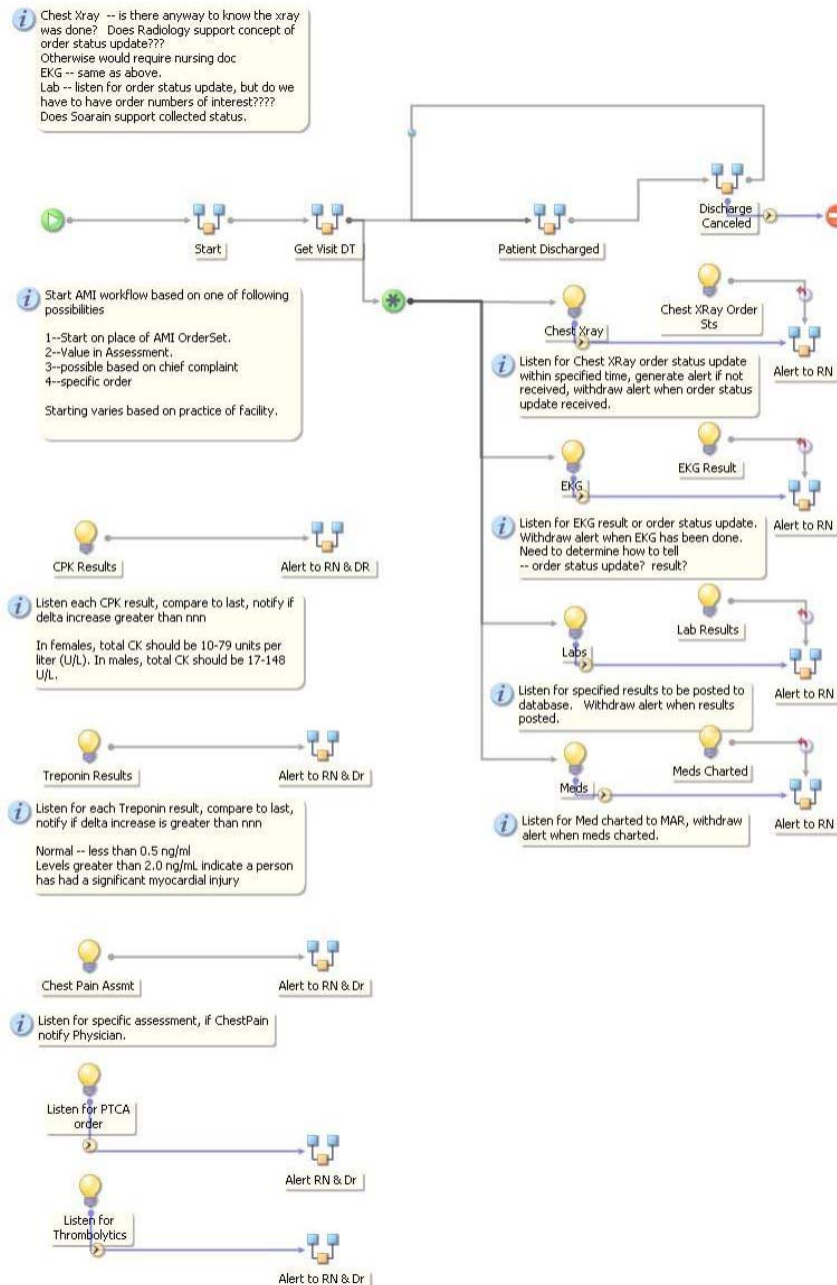 Chest Xray -- is there anyway to know the xray
was done? Does Radiology support concept of
order status update???
Otherwise would require nursing doc
EKG -- same as above.
Lab -- listen for order status update, but do we
have to have order numbers of interest????
Does Soarain support collected status.
Start
Get Visit DT
Patient Discharged
Discharge
Canceled
Start AMI workflow based on one of following
possibilities
1--Start on place of AMI OrderSet.
2--Value in Assessment.
3--possible based on chief complaint
4--specific order
Starting varies based on practice of facility.
Chest Xray
Chest XRay Order
Sts
Alert to RN
Listen for Chest XRay order status update
within specified time, generate alert if not
received, withdraw alert when order status
update received.
EKG
EKG Result
Alert to RN
Listen for EKG result or order status update.
Withdraw alert when EKG has been done.
Need to determine how to tell
-- order status update? result?
CPK Results
Alert to RN & DR
Listen each CPK result, compare to last, notify if
delta increase greater than nnn
In females, total CK should be 10-79 units per
liter (U/L). In males, total CK should be 17-148
U/L.
Labs
Lab Results
Alert to RN
Listen for specified results to be posted to
database. Withdraw alert when results
posted.
Treponin Results
Alert to RN & Dr
Listen for each Treponin result, compare to last,
notify if delta increase is greater than nnn
Normal -- less than 0.5 ng/ml
Levels greater than 2.0 ng/mL indicate a person
has had a significant myocardial injury
Meds
Meds Charted
Alert to RN
Listen for Med charted to MAR, withdraw
alert when meds charted.
Chest Pain Assmt
Alert to RN & Dr
Listen for specific assessment, if ChestPain
notify Physician.
Listen for PTCA
order
Alert RN & Dr
Listen for
Thrombolytics
Alert to RN & Dr